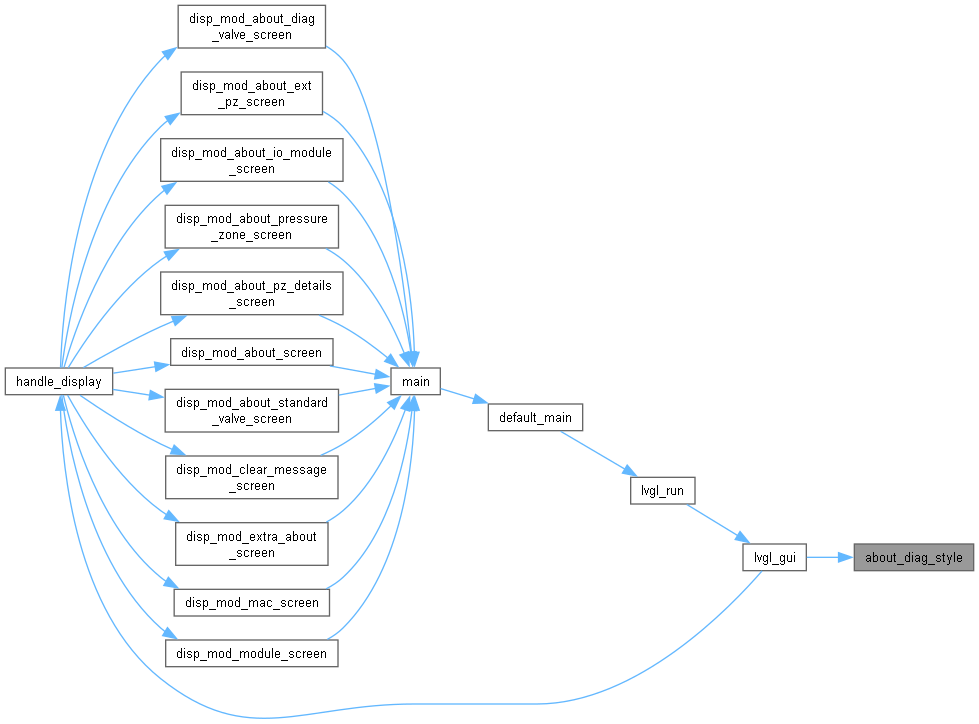 disp_mod_about_diag
_valve_screen
disp_mod_about_ext
_pz_screen
disp_mod_about_io_module
_screen
disp_mod_about_pressure
_zone_screen
disp_mod_about_pz_details
_screen
disp_mod_about_screen
handle_display
main
disp_mod_about_standard
_valve_screen
default_main
disp_mod_clear_message
_screen
lvgl_run
disp_mod_extra_about
_screen
lvgl_gui
about_diag_style
disp_mod_mac_screen
disp_mod_module_screen